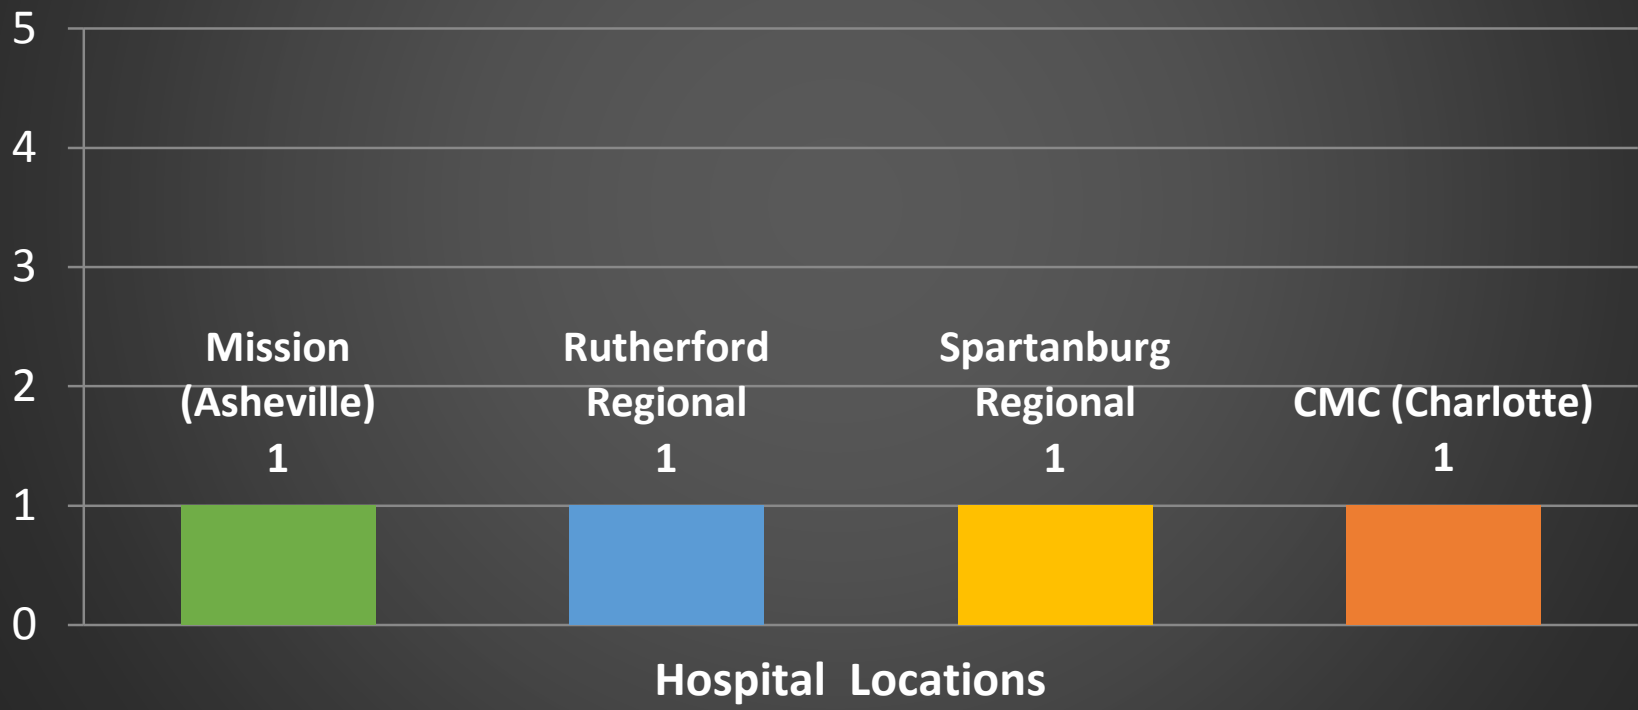 5
4
3
2
1
0
Mission
(Asheville)
1
Rutherford
Regional
1
Spartanburg
Regional
1
CMC (Charlotte)
1
Hospital Locations